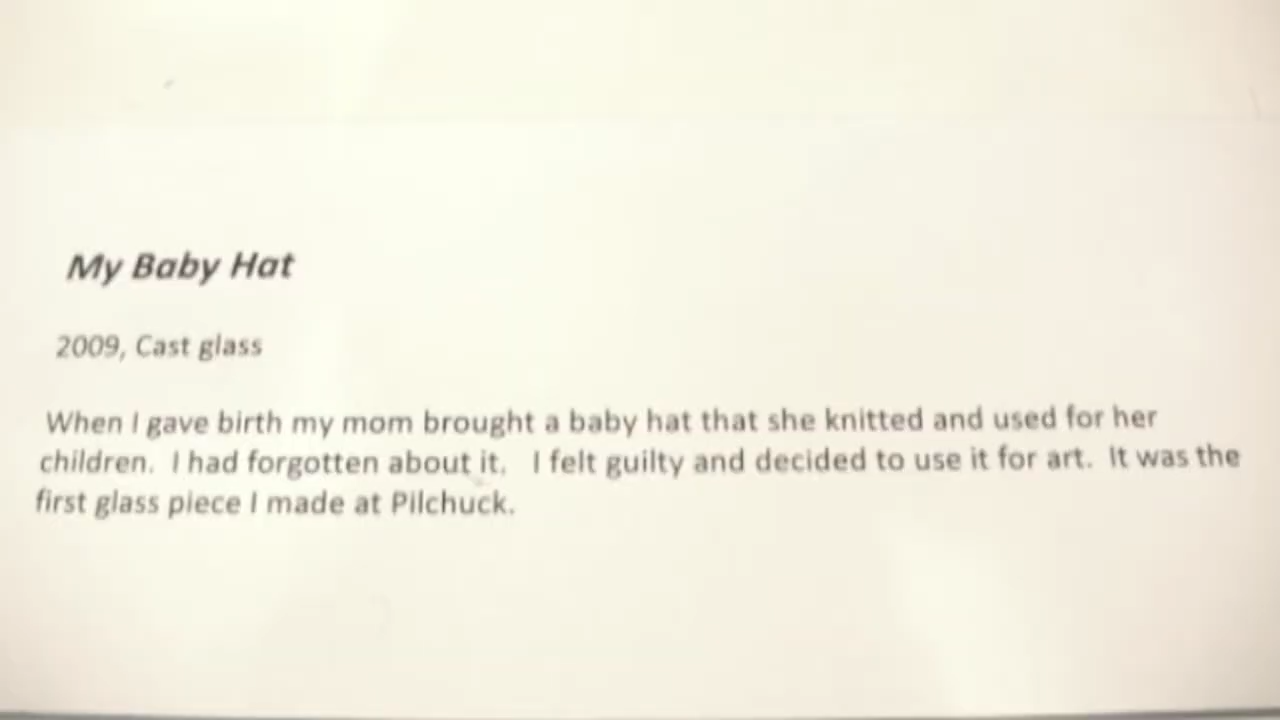 My Baby Hat
2009, Cast glass
When I gave birth my mom brought a baby hat that she knitted and used for her
children. I had forgotten about it. I felt guilty and decided to use it for art. It was the
first glass piece I made at Pilchuck.